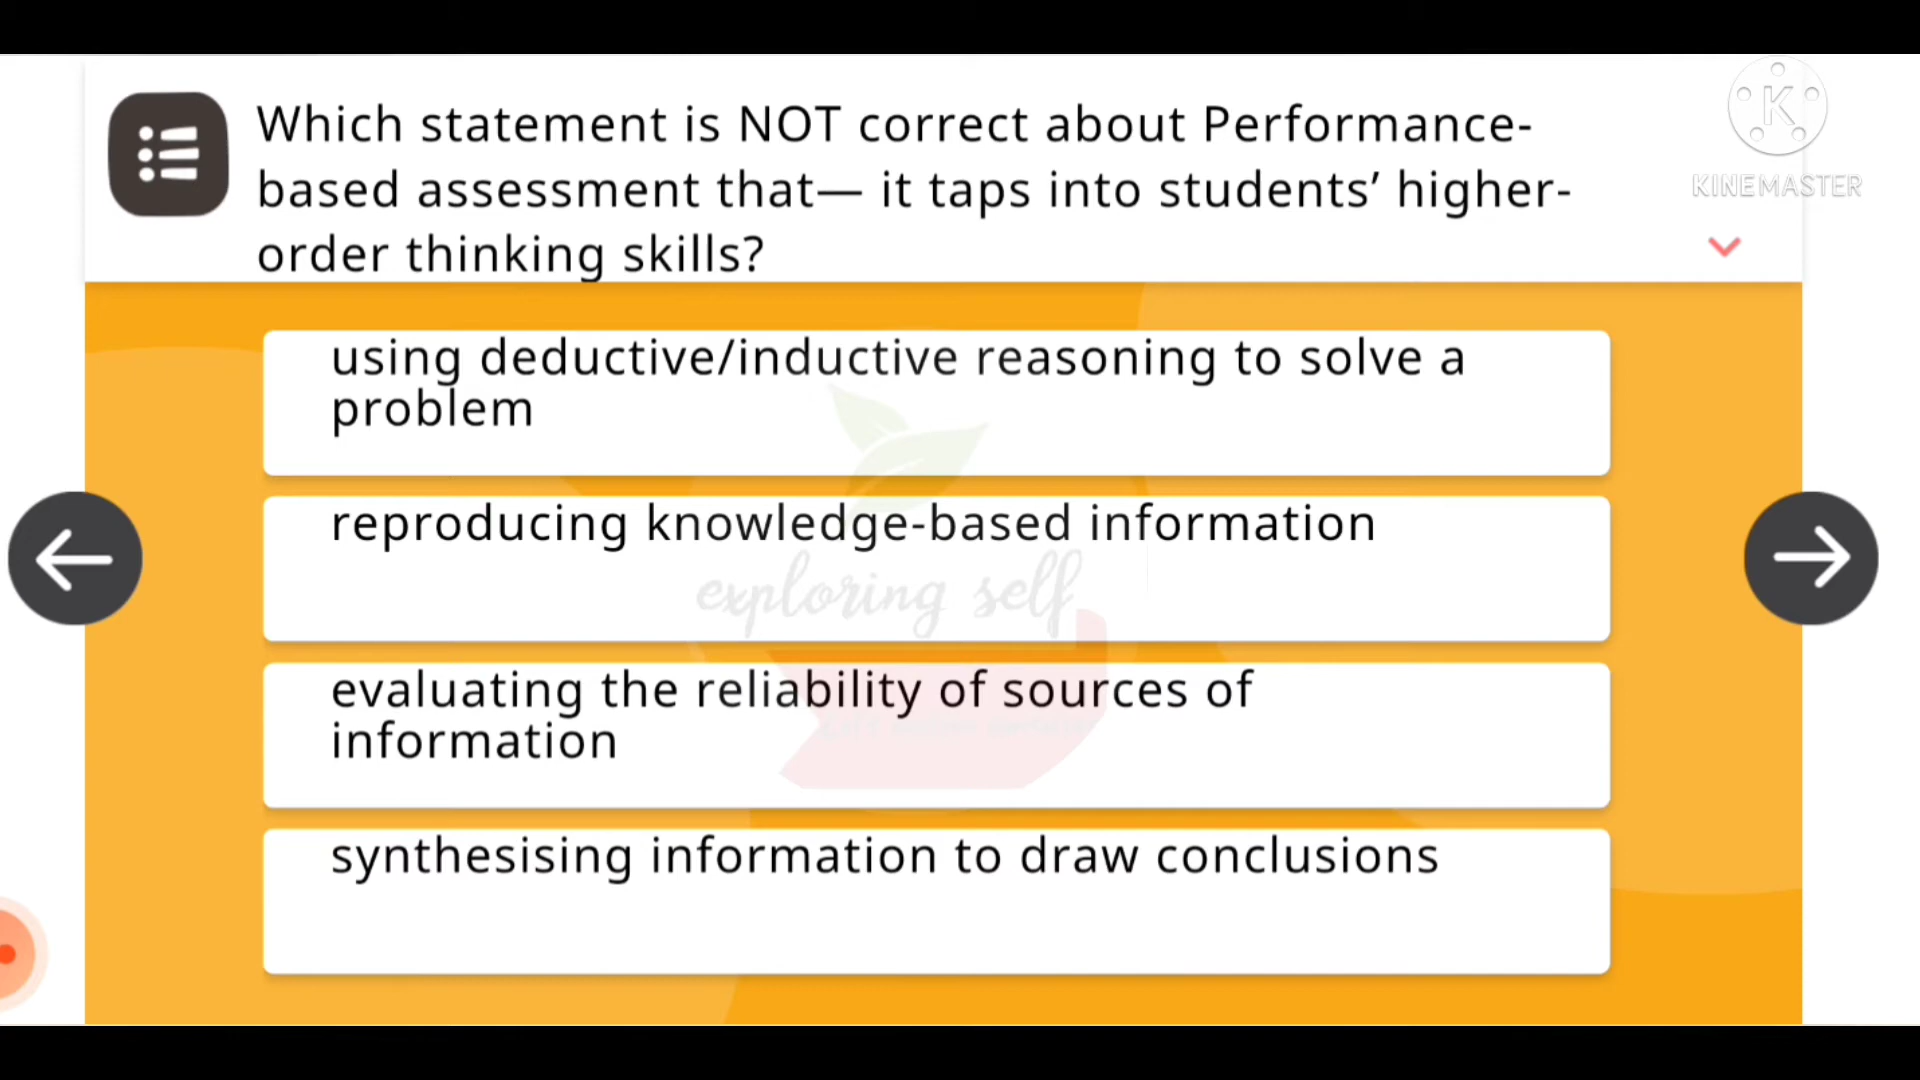 Which statement is NOT correct about Performance-
based assessment that— it taps into students’ higher-
order thinking skills?
K
KINEMASTER
using deductive/inductive reasoning to solve a
problem
reproducing knowledge-based information
exploring self
evaluating the reliability of sources of
information
synthesising information to draw conclusions